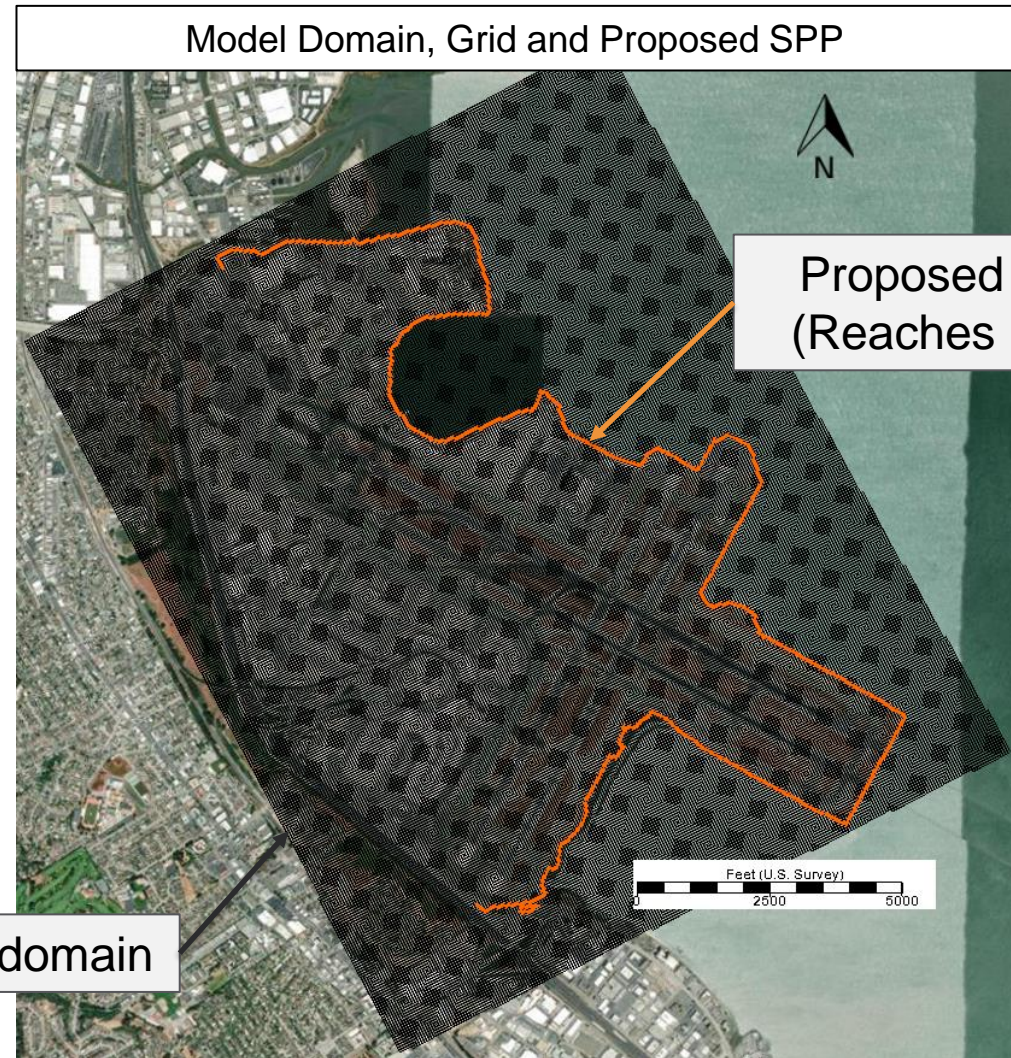 Model Domain, Grid and Proposed SPP
N
Proposed
(Reaches
Feet (U.S. Survey)
0 2500 5000
domain